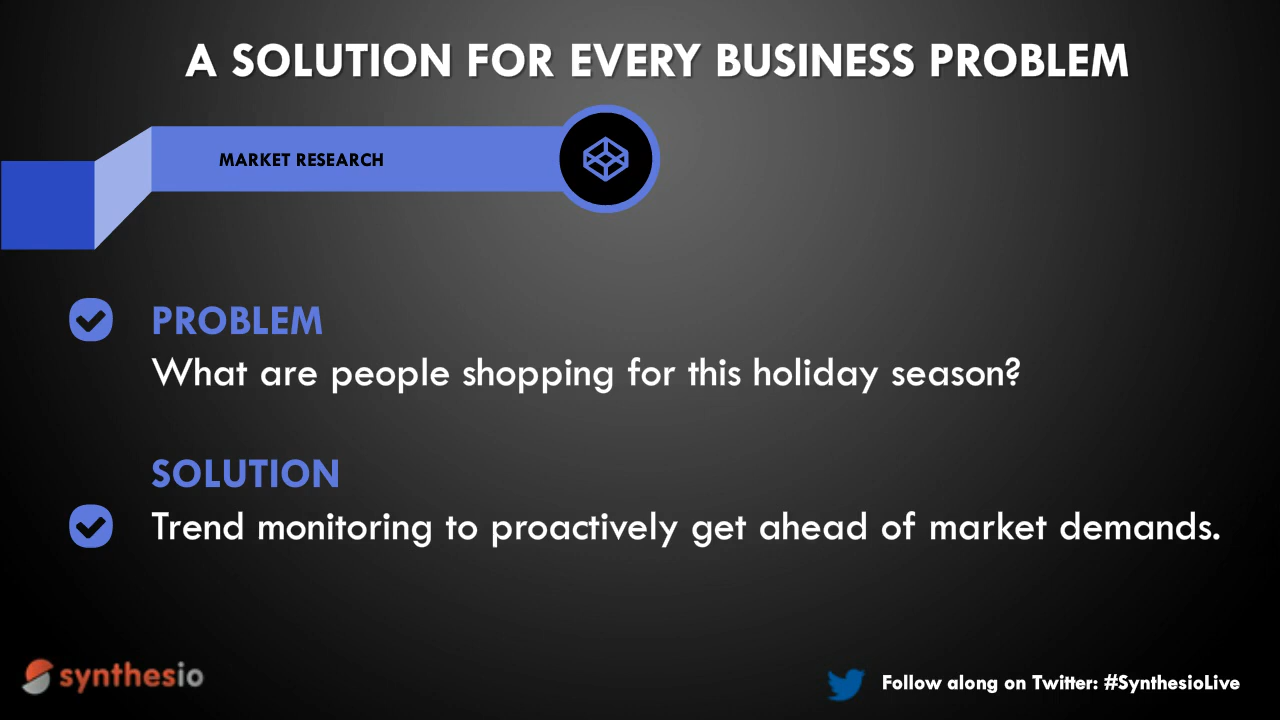 A SOLUTION FOR EVERY BUSINESS PROBLEM
MARKET RESEARCH
PROBLEM
What are people shopping for this holiday season?
SOLUTION
Trend monitoring to proactively get ahead of market demands.
synthesio
Follow along on Twitter: #SynthesioLive